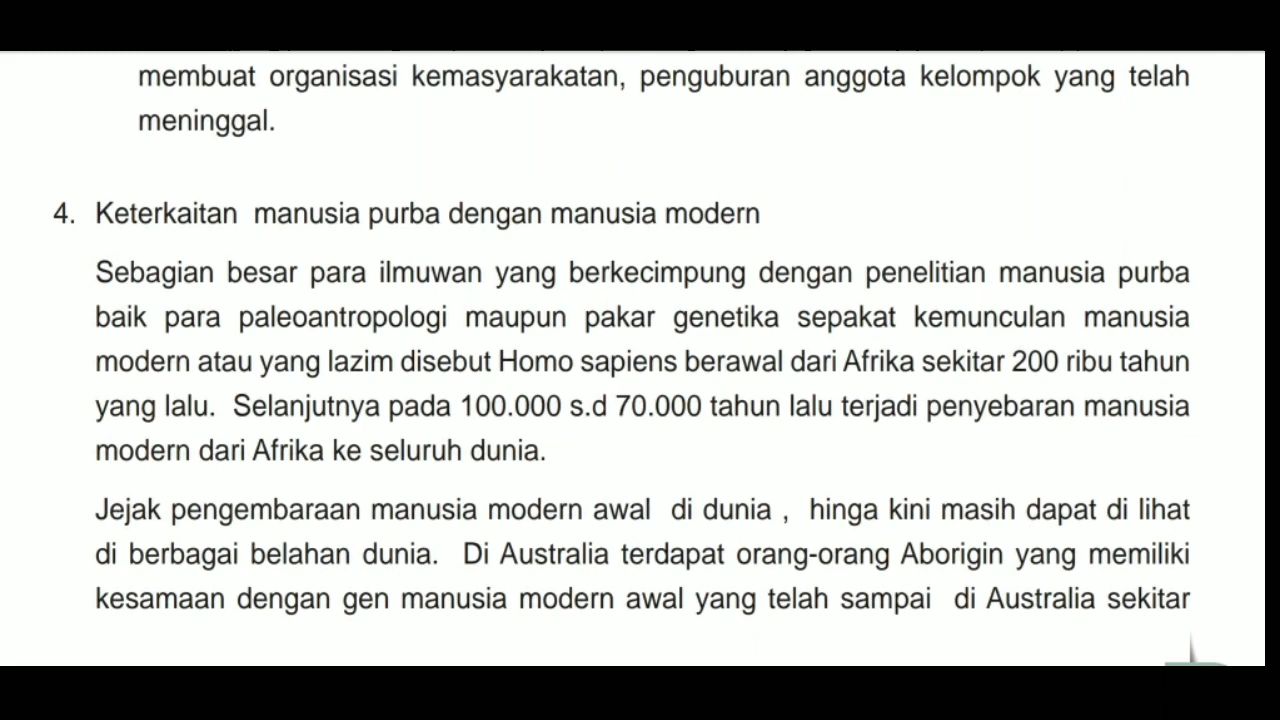 membuat organisasi kemasyarakatan, penguburan anggota kelompok yang telah
meninggal.
4. Keterkaitan manusia purba dengan manusia modern
Sebagian besar para ilmuwan yang berkecimpung dengan penelitian manusia purba
baik para paleoantropologi maupun pakar genetika sepakat kemunculan manusia
modern atau yang lazim disebut Homo sapiens berawal dari Afrika sekitar 200 ribu tahun
yang lalu. Selanjutnya pada 100.000 s.d 70.000 tahun lalu terjadi penyebaran manusia
modern dari Afrika ke seluruh dunia.
Jejak pengembaraan manusia modern awal di dunia , hinga kini masih dapat di lihat
di berbagai belahan dunia. Di Australia terdapat orang-orang Aborigin yang memiliki
kesamaan dengan gen manusia modern awal yang telah sampai di Australia sekitar